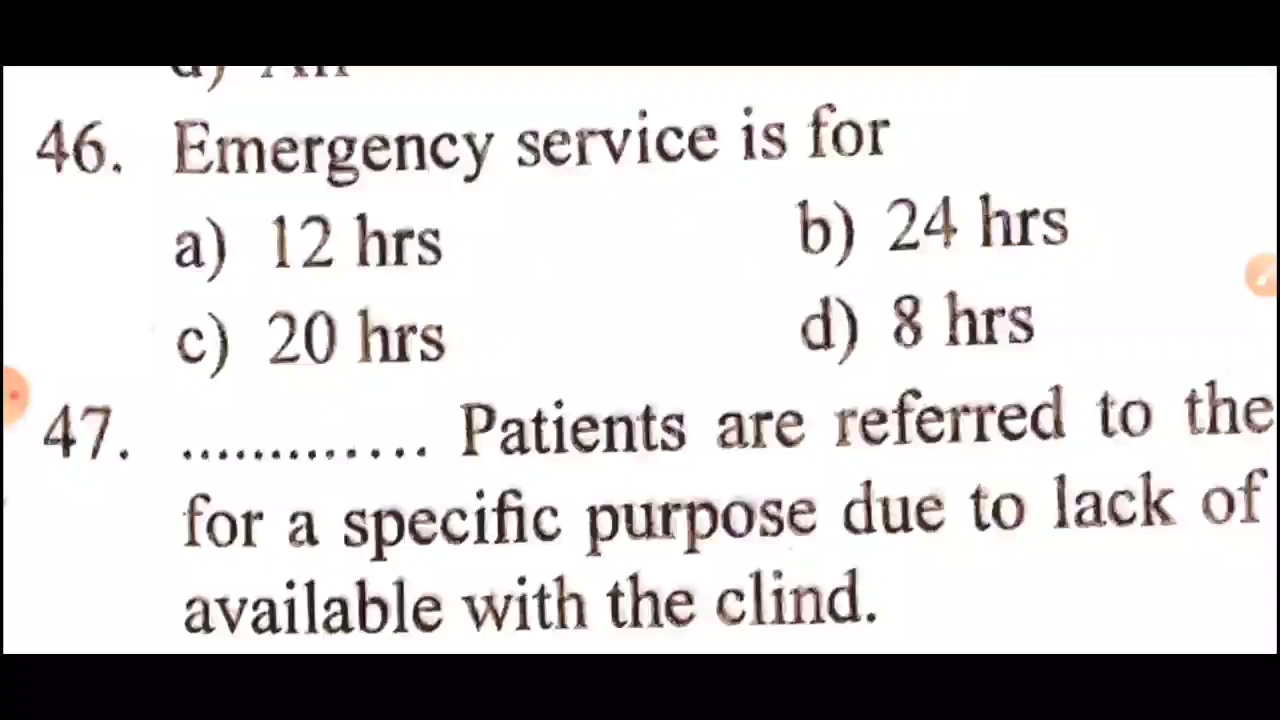 46. Emergency service is for
a) 12 hrs b) 24 hrs
c) 20 hrs d) 8 hrs
47. ............. Patients are referred to the
for a specific purpose due to lack of
available with the clind.